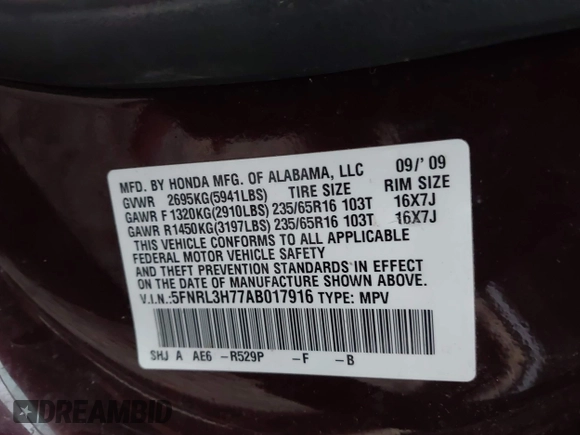 MFD. BY HONDA MFG. OF ALABAMA, LLC 09/'09
GVWR 2695KG(5941LBS) TIRE SIZE RIM SIZE
GAWR F 1320KG(2910LBS) 235/65R16 103T 16X7J
GAWR R1450KG(3197LBS) 235/65R16 103T 16X7J
THIS VEHICLE CONFORMS TO ALL APPLICABLE
FEDERAL MOTOR VEHICLE SAFETY
AND THEFT PREVENTION STANDARDS IN EFFECT
ON THE DATE OF MANUFACTURE SHOWN ABOVE.
V.I.N.:5FNRL3H77AB017916 TYPE: MPV
SHJ A AE6 -R529P -F -B
DREAMBID